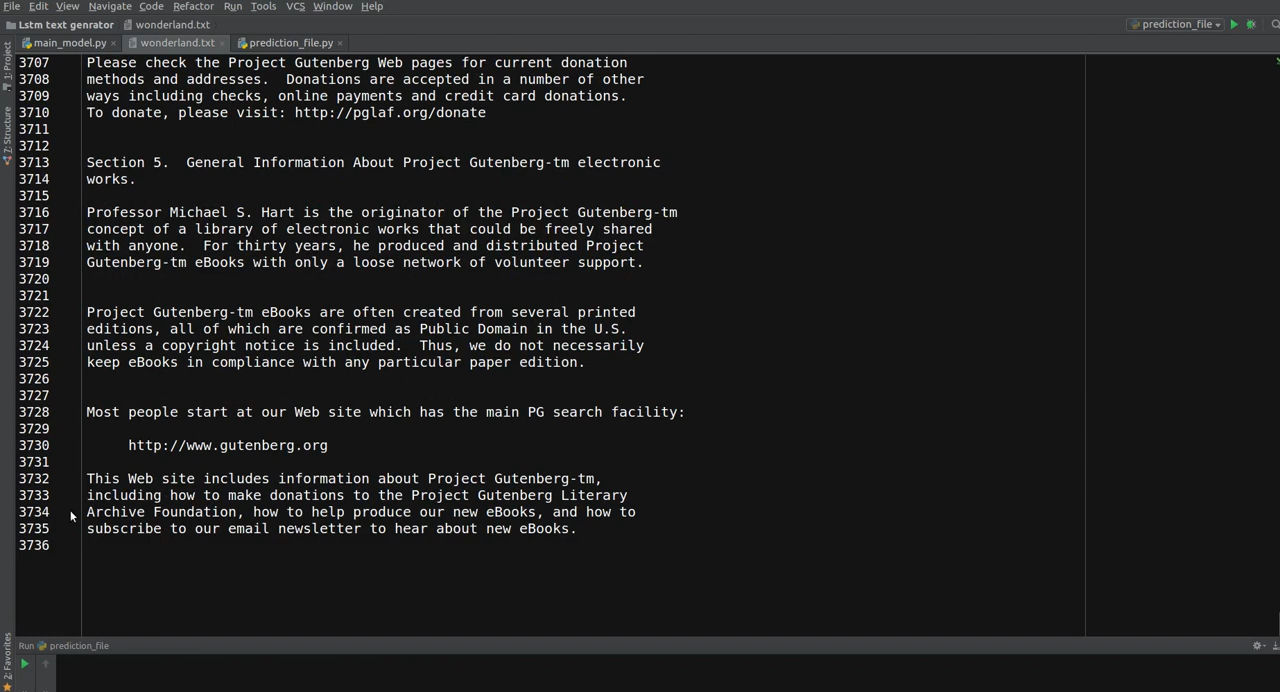 File Edit View Navigate Code Refactor Run Tools VCS Window Help
Lstm text genrator wonderland.txt prediction_file
main_model.py wonderland.txt prediction_file.py
1: Project
7: Structure
2: Favorites
3707 Please check the Project Gutenberg Web pages for current donation
3708 methods and addresses.  Donations are accepted in a number of other
3709 ways including checks, online payments and credit card donations.
3710 To donate, please visit: http://pglaf.org/donate
3711
3712
3713 Section 5.  General Information About Project Gutenberg-tm electronic
3714 works.
3715
3716 Professor Michael S. Hart is the originator of the Project Gutenberg-tm
3717 concept of a library of electronic works that could be freely shared
3718 with anyone.  For thirty years, he produced and distributed Project
3719 Gutenberg-tm eBooks with only a loose network of volunteer support.
3720
3721
3722 Project Gutenberg-tm eBooks are often created from several printed
3723 editions, all of which are confirmed as Public Domain in the U.S.
3724 unless a copyright notice is included.  Thus, we do not necessarily
3725 keep eBooks in compliance with any particular paper edition.
3726
3727
3728 Most people start at our Web site which has the main PG search facility:
3729
3730 http://www.gutenberg.org
3731
3732 This Web site includes information about Project Gutenberg-tm,
3733 including how to make donations to the Project Gutenberg Literary
3734 Archive Foundation, how to help produce our new eBooks, and how to
3735 subscribe to our email newsletter to hear about new eBooks.
3736
Run prediction_file